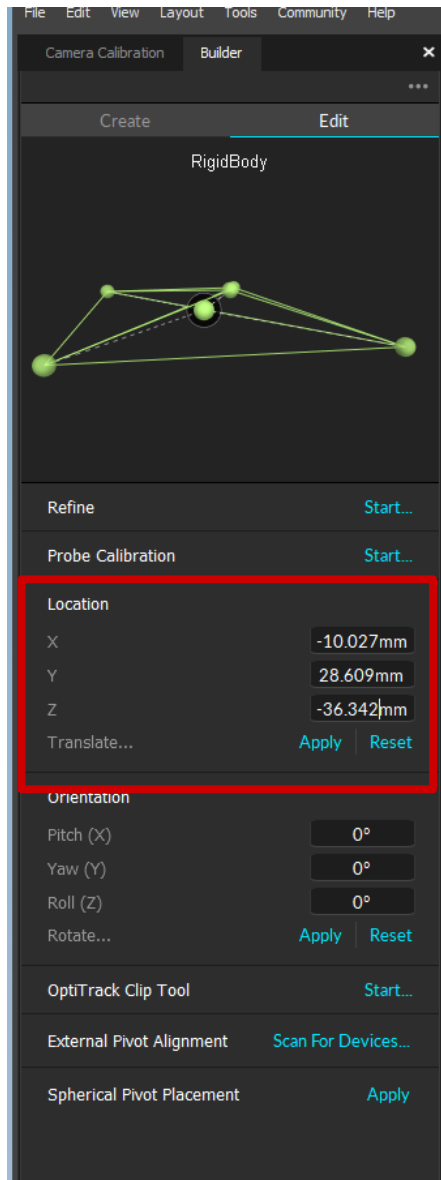 File Edit View Layout Tools Community Help
Camera Calibration Builder ×
...
Create Edit
RigidBody
Refine Start...
Probe Calibration Start...
Location
X -10.027mm
Y 28.609mm
Z -36.342mm
Translate... Apply Reset
Orientation
Pitch (X) 0°
Yaw (Y) 0°
Roll (Z) 0°
Rotate... Apply Reset
OptiTrack Clip Tool Start...
External Pivot Alignment Scan For Devices...
Spherical Pivot Placement Apply